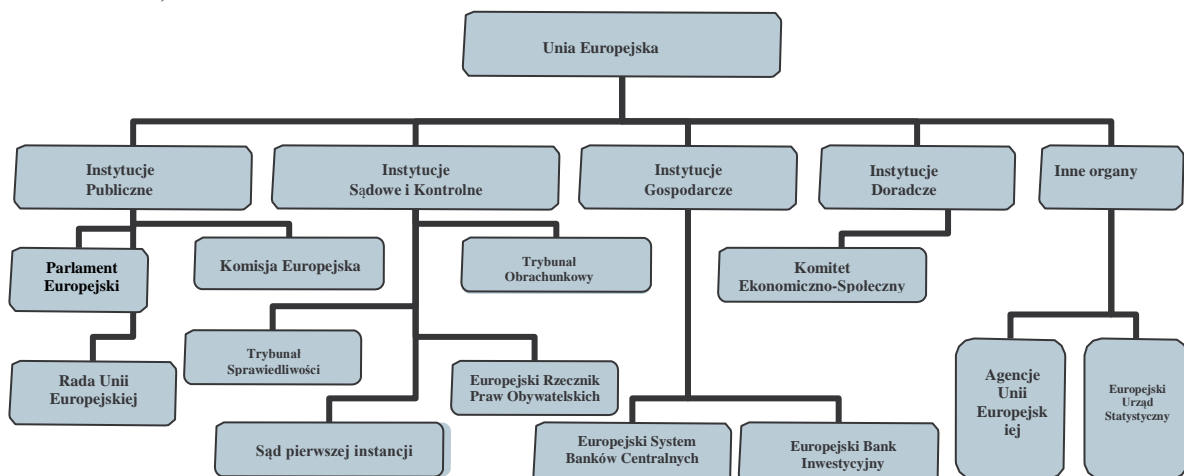 Unia Europejska
Instytucje
Publiczne
Instytucje
Sądowe i Kontrolne
Instytucje
Gospodarcze
Instytucje
Doradcze
Inne organy
Parlament
Europejski
Komisja Europejska
Trybunał
Obrachunkowy
Komitet
Ekonomiczno-Społeczny
Rada Unii
Europejskiej
Trybunał
Sprawiedliwości
Europejski Rzecznik
Praw Obywatelskich
Agencje
Unii
Europejsk
iej
Europejski
Urząd
Statystyczny
Sąd pierwszej instancji
Europejski System
Banków Centralnych
Europejski Bank
Inwestycyjny